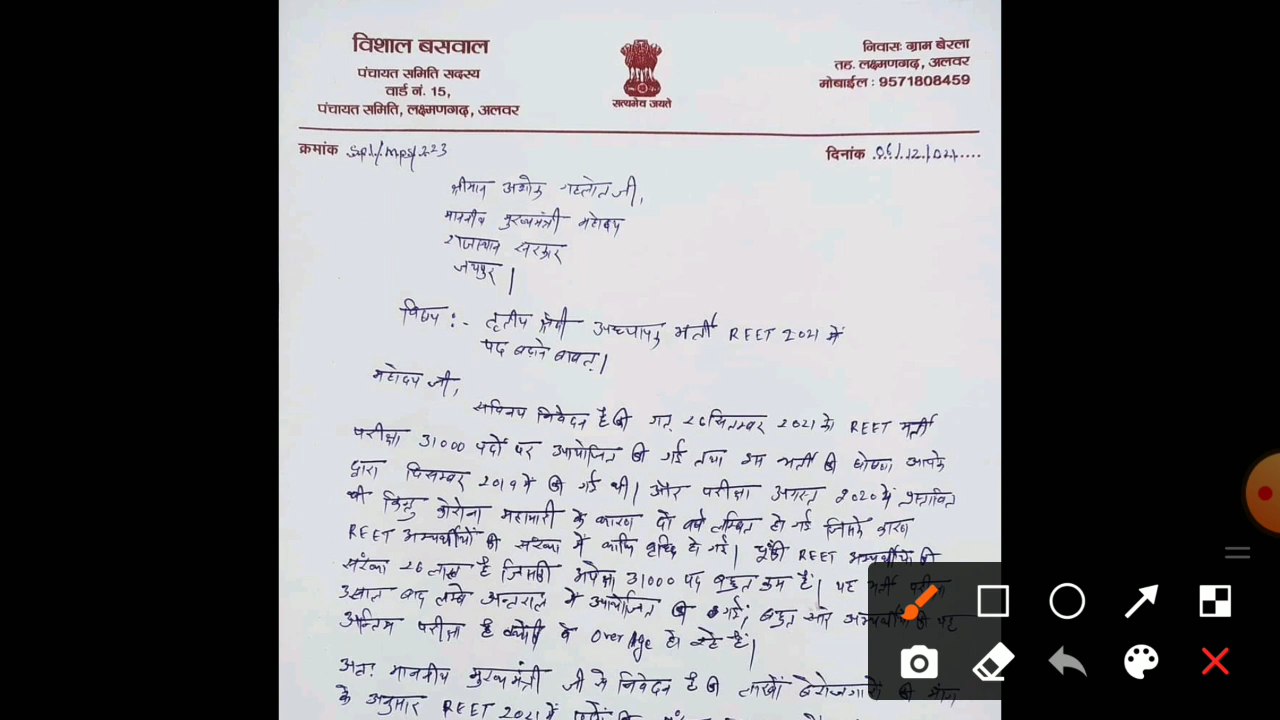 विशाल बसवाल
पंचायत समिति सदस्य
वार्ड नं. 15,
पंचायत समिति, लक्ष्मणगढ़, अलवर
सत्यमेव जयते
निवासः ग्राम बेरला
तह. लक्ष्मणगढ़, अलवर
मोबाईल : 9571808459
क्रमांक
दिनांक
श्रीमान अशोक गहलोत जी,
माननीय मुख्यमंत्री महोदय
राजस्थान सरकार
जयपुर।
विषय :- तृतीय श्रेणी अध्यापक भर्ती REET 2021 में
पद बढ़ाने बाबत्।
महोदय जी,
सविनय निवेदन है की गत् 26 सितम्बर 2021 को REET भर्ती
परीक्षा 31000 पदों पर आयोजित की गई तथा इस भर्ती की घोषणा आपके
द्वारा दिसम्बर 2019 में की गई थी। और परीक्षा अगस्त 2020 में प्रस्तावित
थी किन्तु कोरोना महामारी के कारण दो वर्ष लम्बित हो गई जिसके कारण
REET अभ्यर्थीयों की संख्या में काफि वृद्धि हो गई। चूँकी REET अभ्यर्थीयों की
संख्या 26 लाख है जिसकी अपेक्षा 31000 पद बहुत कम हैं। यह भर्ती परीक्षा
बाद लम्बे अन्तराल में आयोजित की गई, बहुत सारे अभ्यर्थीयों की यह
अन्तिम परीक्षा है क्योंकी वे Over Age हो रहे हैं।
अतः माननीय मुख्यमंत्री जी से निवेदन है की लाखों बेरोजगारों की मांग
के अनुसार REET 2021 में